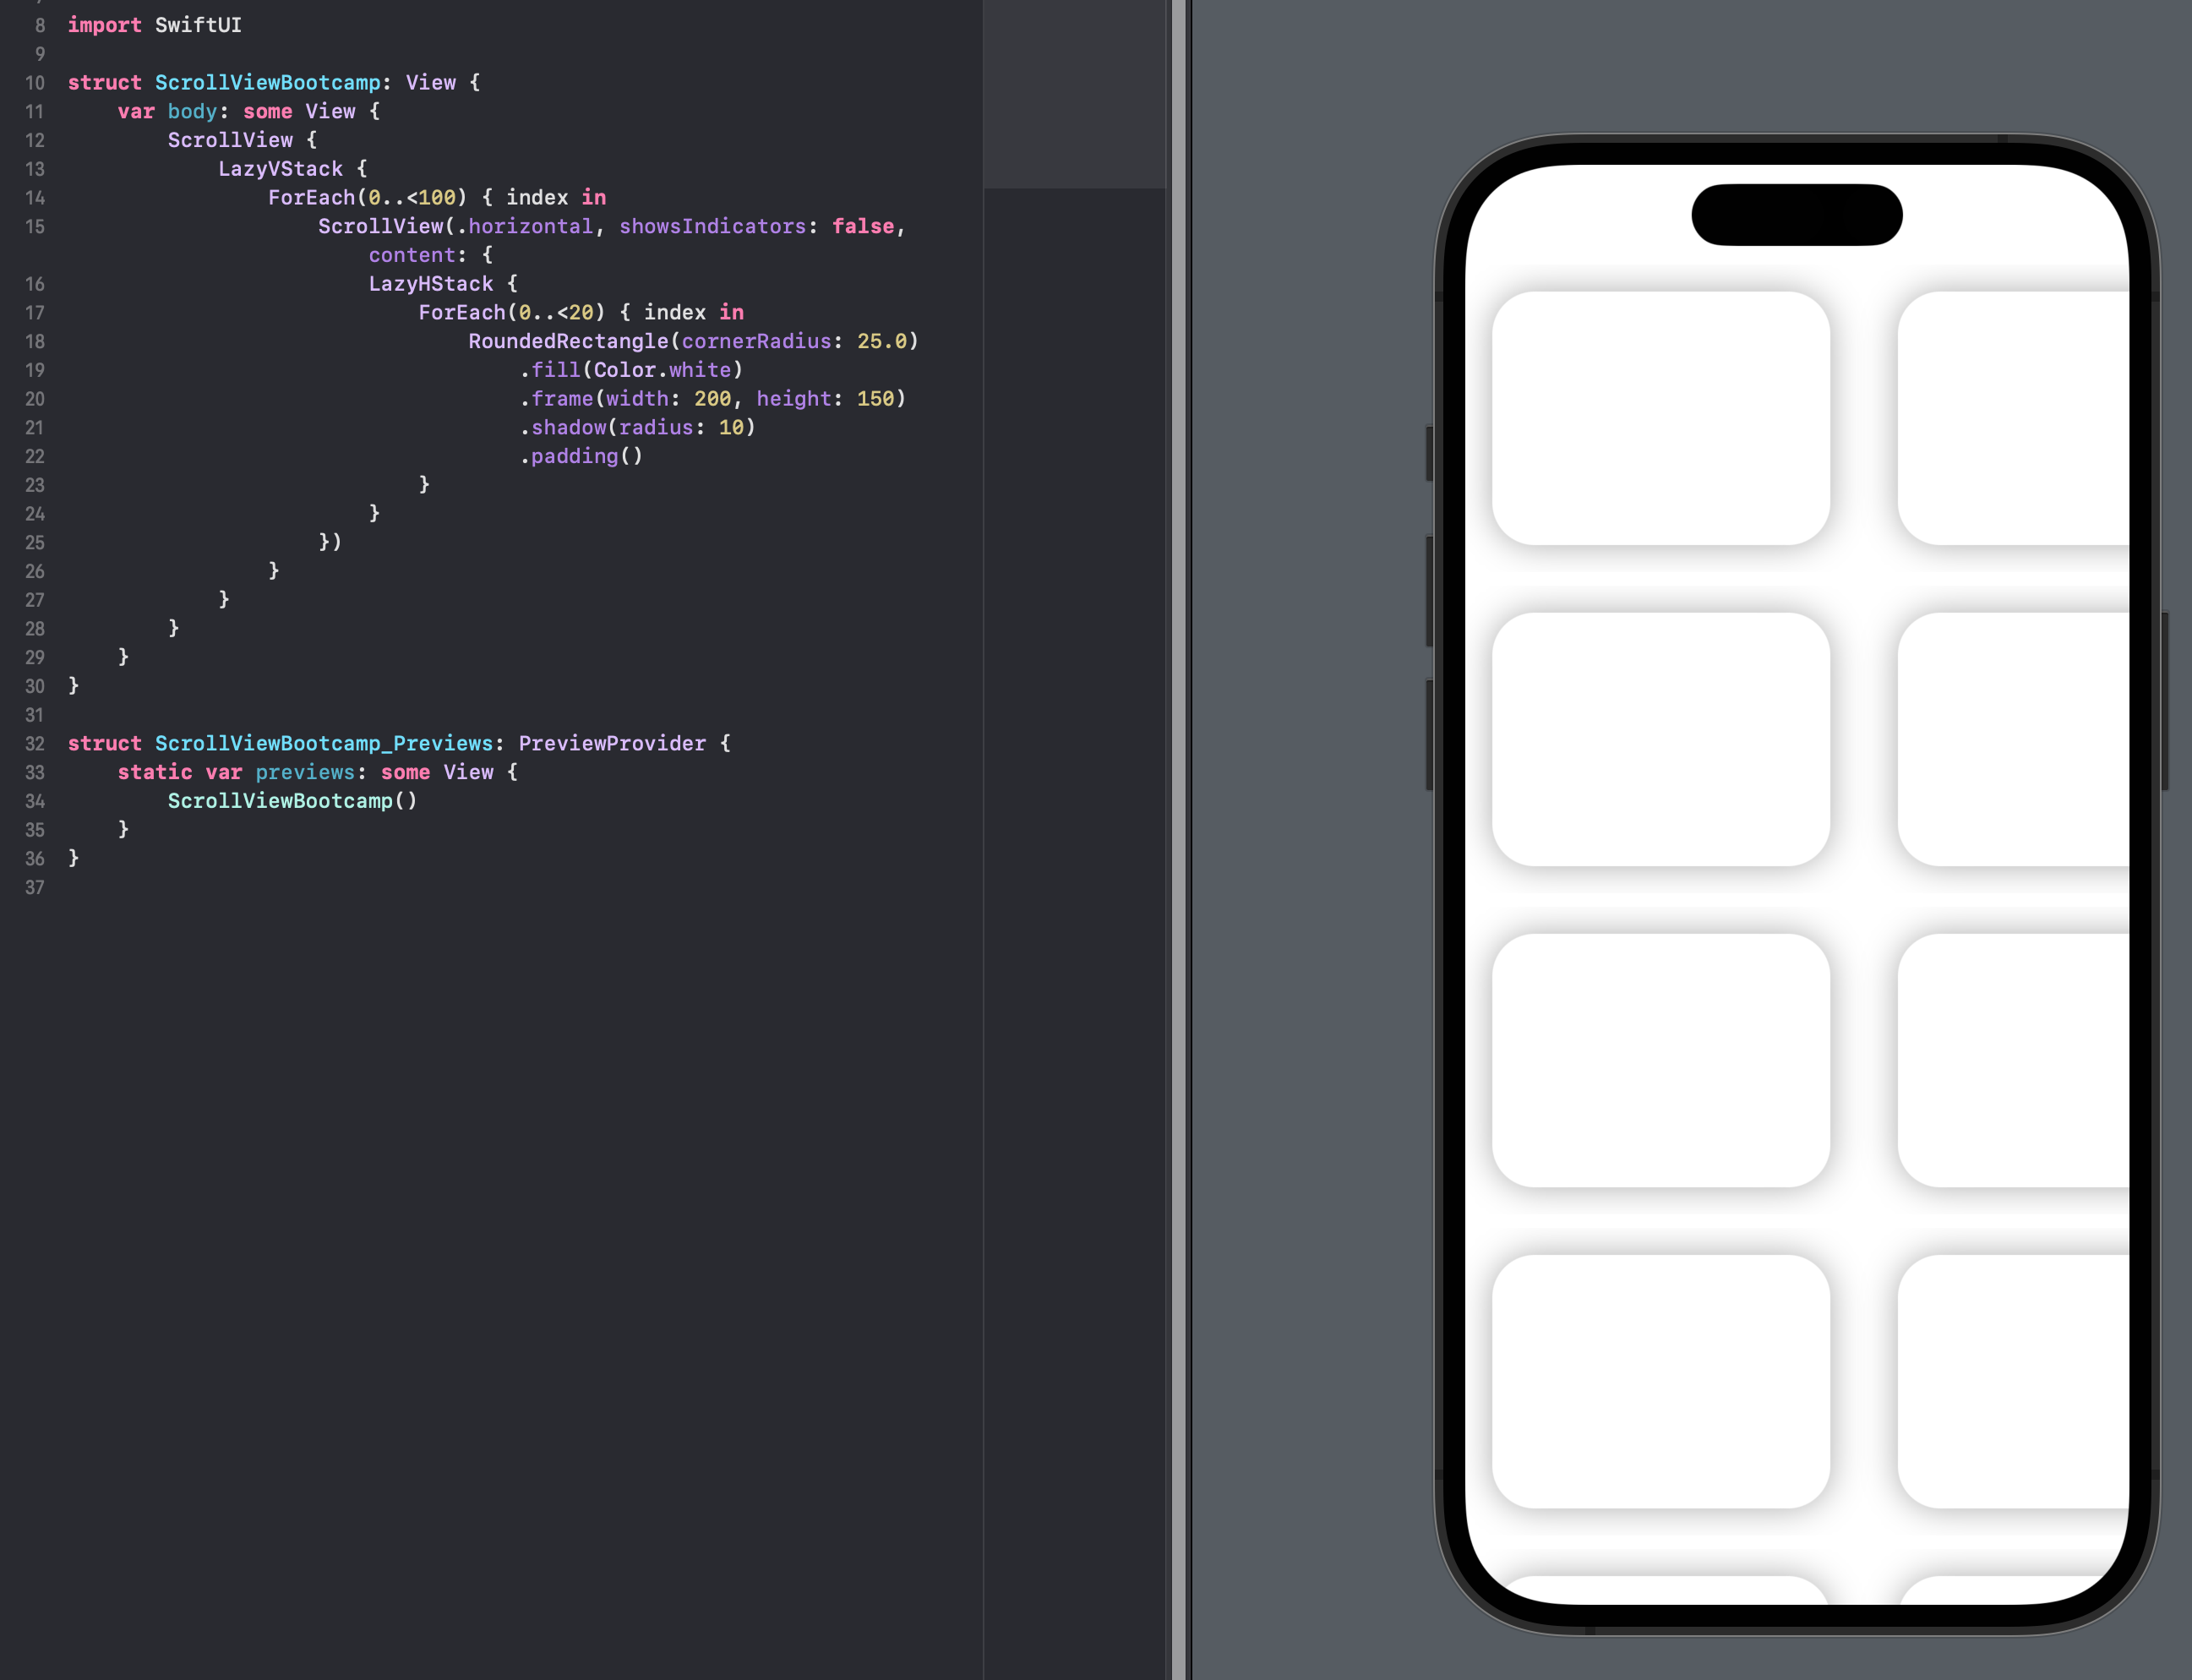 8 import SwiftUI
9
10 struct ScrollViewBootcamp: View {
11     var body: some View {
12         ScrollView {
13             LazyVStack {
14                 ForEach(0..<100) { index in
15                     ScrollView(.horizontal, showsIndicators: false,
                         content: {
16                         LazyHStack {
17                             ForEach(0..<20) { index in
18                                 RoundedRectangle(cornerRadius: 25.0)
19                                     .fill(Color.white)
20                                     .frame(width: 200, height: 150)
21                                     .shadow(radius: 10)
22                                     .padding()
23                             }
24                         }
25                     })
26                 }
27             }
28         }
29     }
30 }
31
32 struct ScrollViewBootcamp_Previews: PreviewProvider {
33     static var previews: some View {
34         ScrollViewBootcamp()
35     }
36 }
37